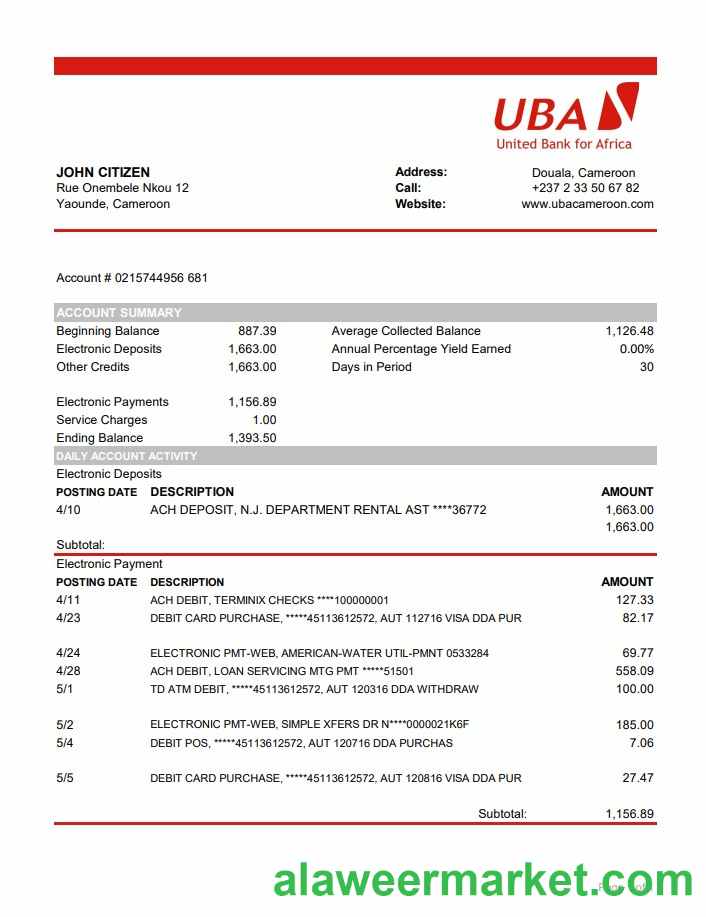 UBA
United Bank for Africa
JOHN CITIZEN
Rue Onembele Nkou 12
Yaounde, Cameroon
Address: Douala, Cameroon
Call: +237 2 33 50 67 82
Website: www.ubacameroon.com
Account # 0215744956 681
ACCOUNT SUMMARY
Beginning Balance 887.39 Average Collected Balance 1,126.48
Electronic Deposits 1,663.00 Annual Percentage Yield Earned 0.00%
Other Credits 1,663.00 Days in Period 30
Electronic Payments 1,156.89
Service Charges 1.00
Ending Balance 1,393.50
DAILY ACCOUNT ACTIVITY
Electronic Deposits
POSTING DATE DESCRIPTION AMOUNT
4/10 ACH DEPOSIT, N.J. DEPARTMENT RENTAL AST ****36772 1,663.00
1,663.00
Subtotal:
Electronic Payment
POSTING DATE DESCRIPTION AMOUNT
4/11 ACH DEBIT, TERMINIX CHECKS ****100000001 127.33
4/23 DEBIT CARD PURCHASE, *****45113612572, AUT 112716 VISA DDA PUR 82.17
4/24 ELECTRONIC PMT-WEB, AMERICAN-WATER UTIL-PMNT 0533284 69.77
4/28 ACH DEBIT, LOAN SERVICING MTG PMT *****51501 558.09
5/1 TD ATM DEBIT, *****45113612572, AUT 120316 DDA WITHDRAW 100.00
5/2 ELECTRONIC PMT-WEB, SIMPLE XFERS DR N****0000021K6F 185.00
5/4 DEBIT POS, *****45113612572, AUT 120716 DDA PURCHAS 7.06
5/5 DEBIT CARD PURCHASE, *****45113612572, AUT 120816 VISA DDA PUR 27.47
Subtotal: 1,156.89
alaweermarket.com